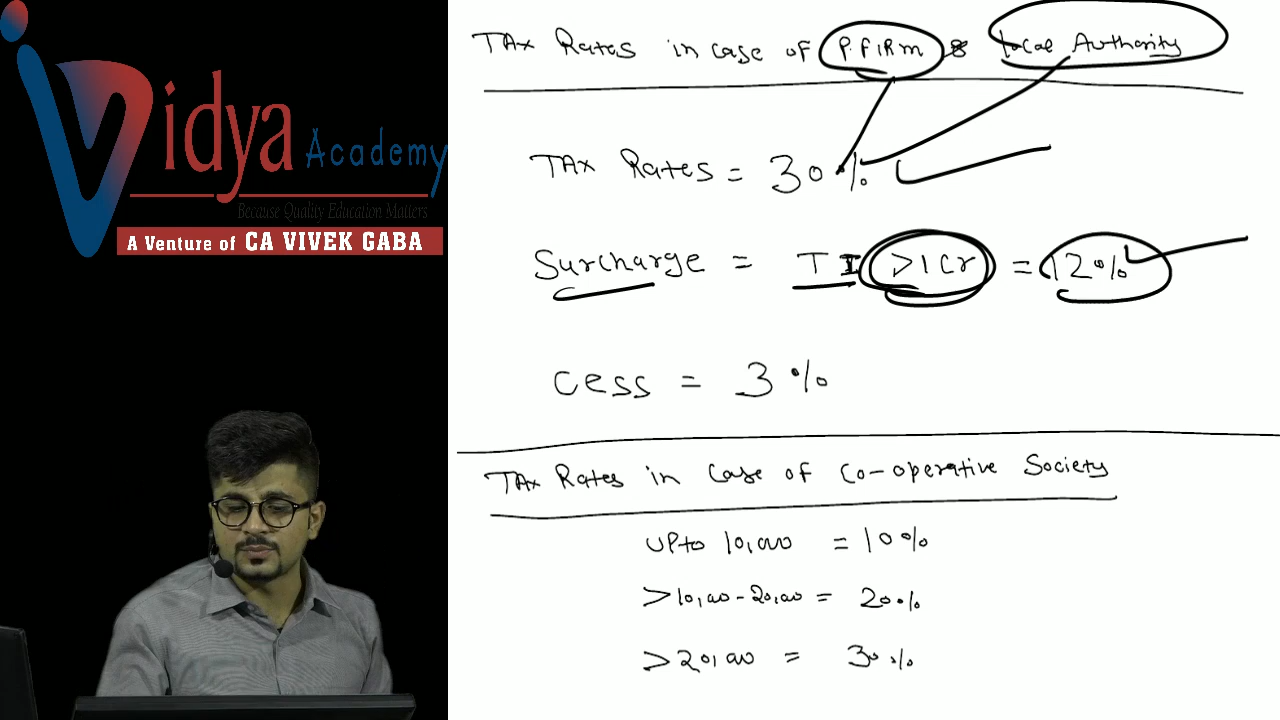 Vidya Academy
Because Quality Education Matters
A Venture of CA VIVEK GABA
TAx Rates in case of P.fIRm & local Authority
TAx Rates = 30%
Surcharge = TI >1 Cr = 12%
cess = 3%
TAx Rates in Case of Co-operative Society
UPto 10,000 = 10%
>10,000-20,000 = 20%
>20,000 = 30%